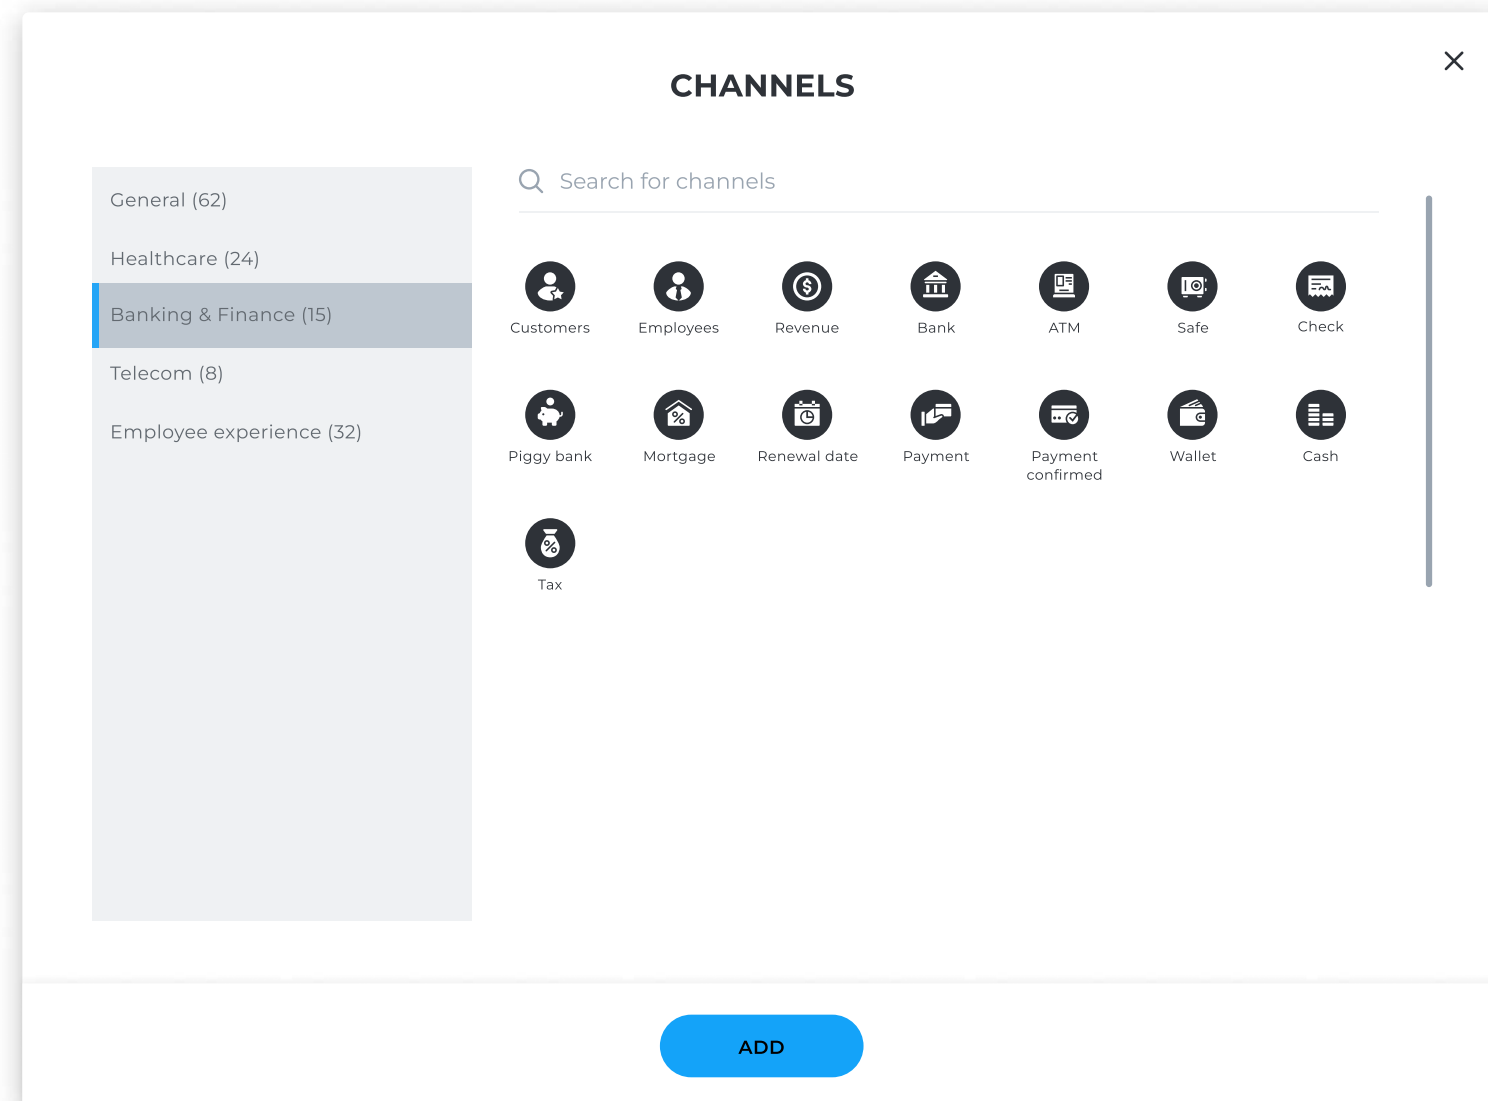 CHANNELS
General (62)
Healthcare (24)
Banking & Finance (15)
Telecom (8)
Employee experience (32)
Search for channels
Customers
Employees
Revenue
Bank
ATM
Safe
Check
Piggy bank
Mortgage
Renewal date
Payment
Payment
confirmed
Wallet
Cash
Tax
ADD